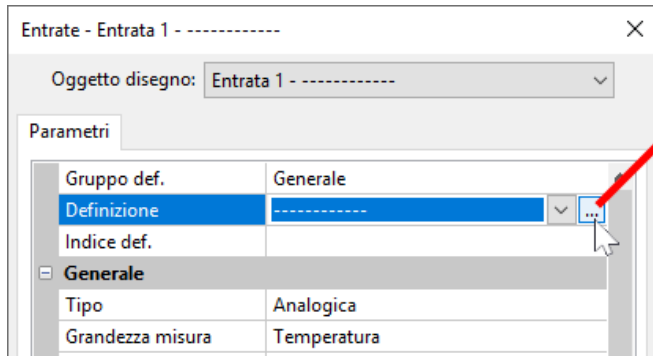 Entrate - Entrata 1 - ------------
Oggetto disegno: Entrata 1 - ------------
Parametri
Gruppo def. Generale
Definizione ------------ ...
Indice def.
Generale
Tipo Analogica
Grandezza misura Temperatura